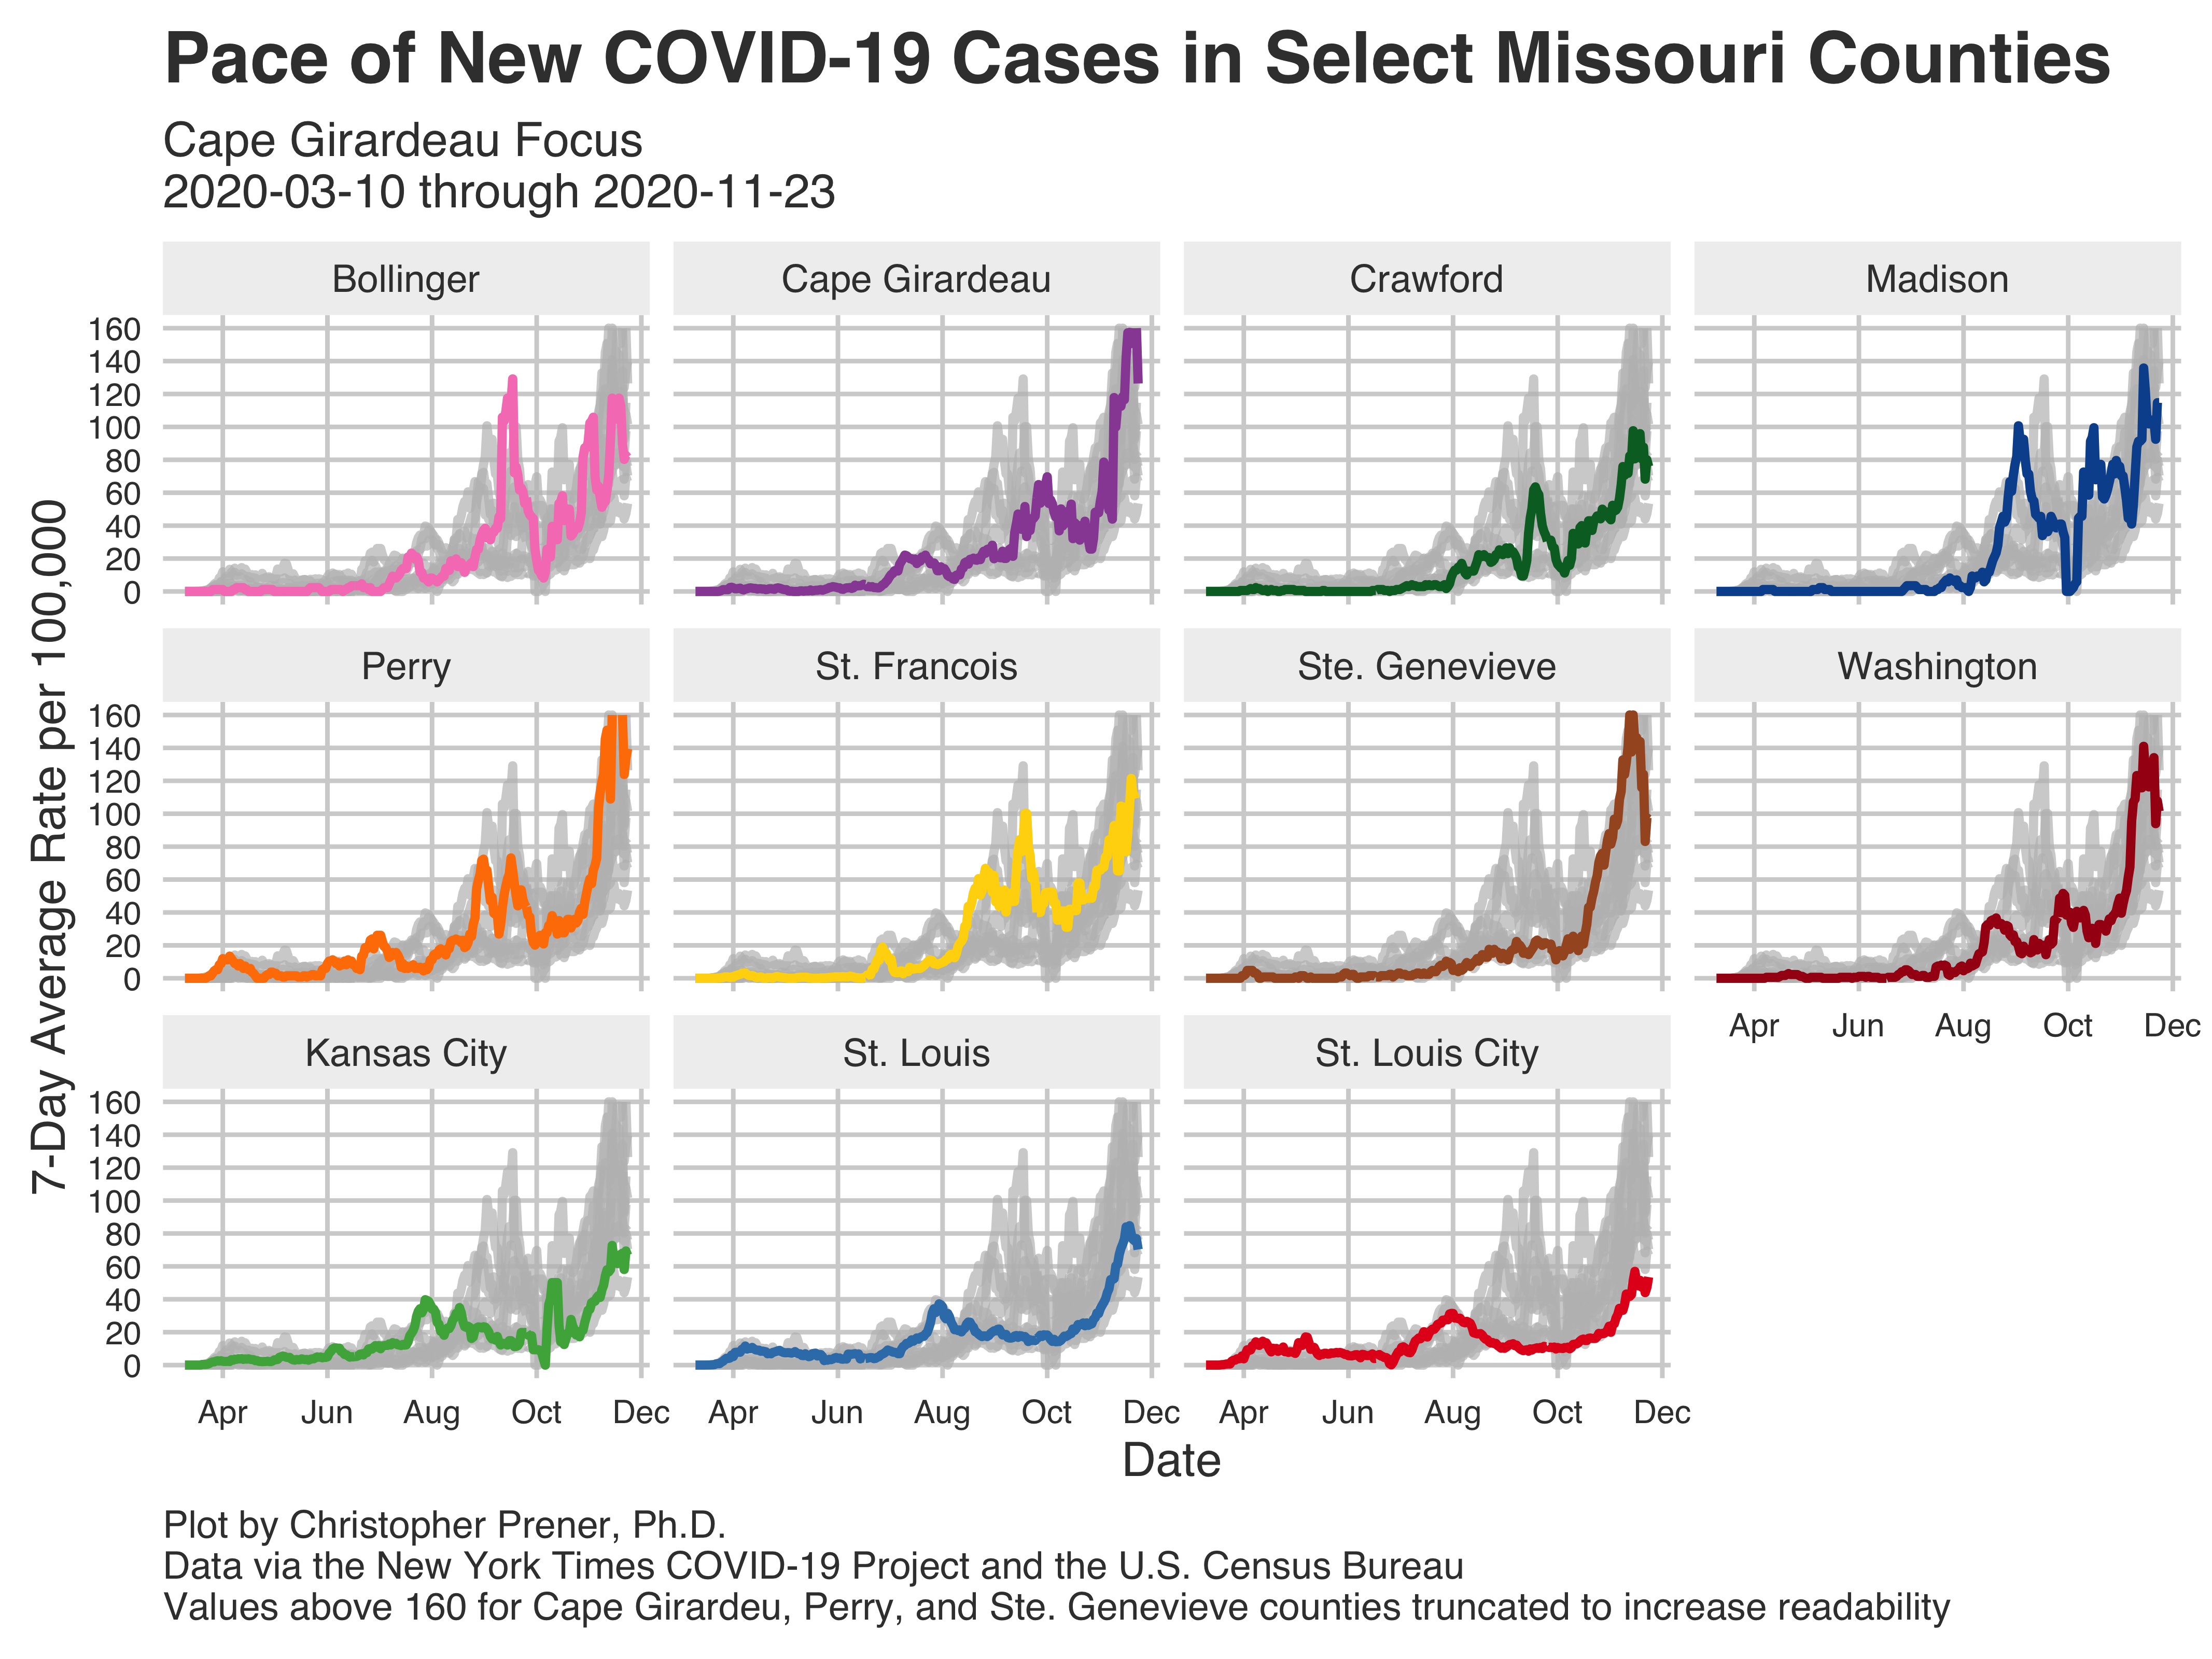 Pace of New COVID-19 Cases in Select Missouri Counties
Cape Girardeau Focus
2020-03-10 through 2020-11-23
7-Day Average Rate per 100,000
Bollinger
Cape Girardeau
Crawford
Madison
160
140
120
100
80
60
40
20
0
Perry
St. Francois
Ste. Genevieve
Washington
160
140
120
100
80
60
40
20
0
Apr Jun Aug Oct Dec
Kansas City
St. Louis
St. Louis City
160
140
120
100
80
60
40
20
0
Apr Jun Aug Oct Dec
Apr Jun Aug Oct Dec
Apr Jun Aug Oct Dec
Date
Plot by Christopher Prener, Ph.D.
Data via the New York Times COVID-19 Project and the U.S. Census Bureau
Values above 160 for Cape Girardeu, Perry, and Ste. Genevieve counties truncated to increase readability